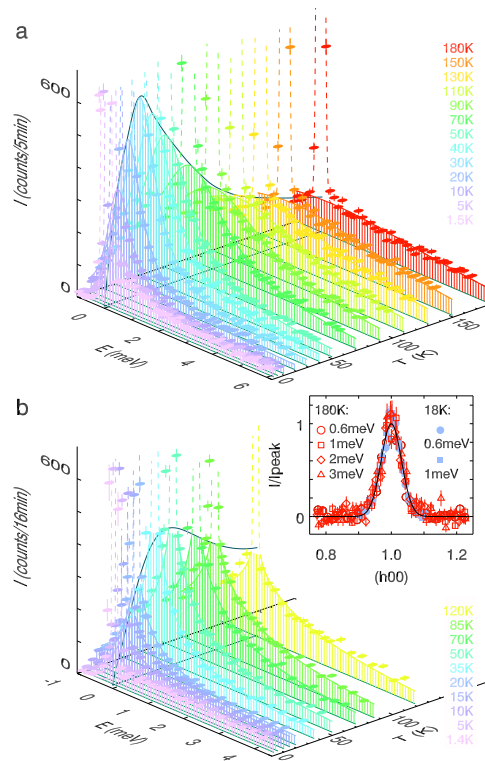 a
600
0
I (counts/5min)
180K
150K
130K
110K
90K
70K
50K
40K
30K
20K
10K
5K
1.5K
0
2
4
6
E (meV)
0
50
100
150
T (K)
b
600
0
I (counts/16min)
1
0
I/Ipeak
180K:
0.6meV
1meV
2meV
3meV
18K:
0.6meV
1meV
0.8
1.0
1.2
(h00)
120K
85K
70K
50K
35K
20K
15K
10K
5K
1.4K
-1
0
1
2
3
4
E (meV)
0
50
100
150
T (K)